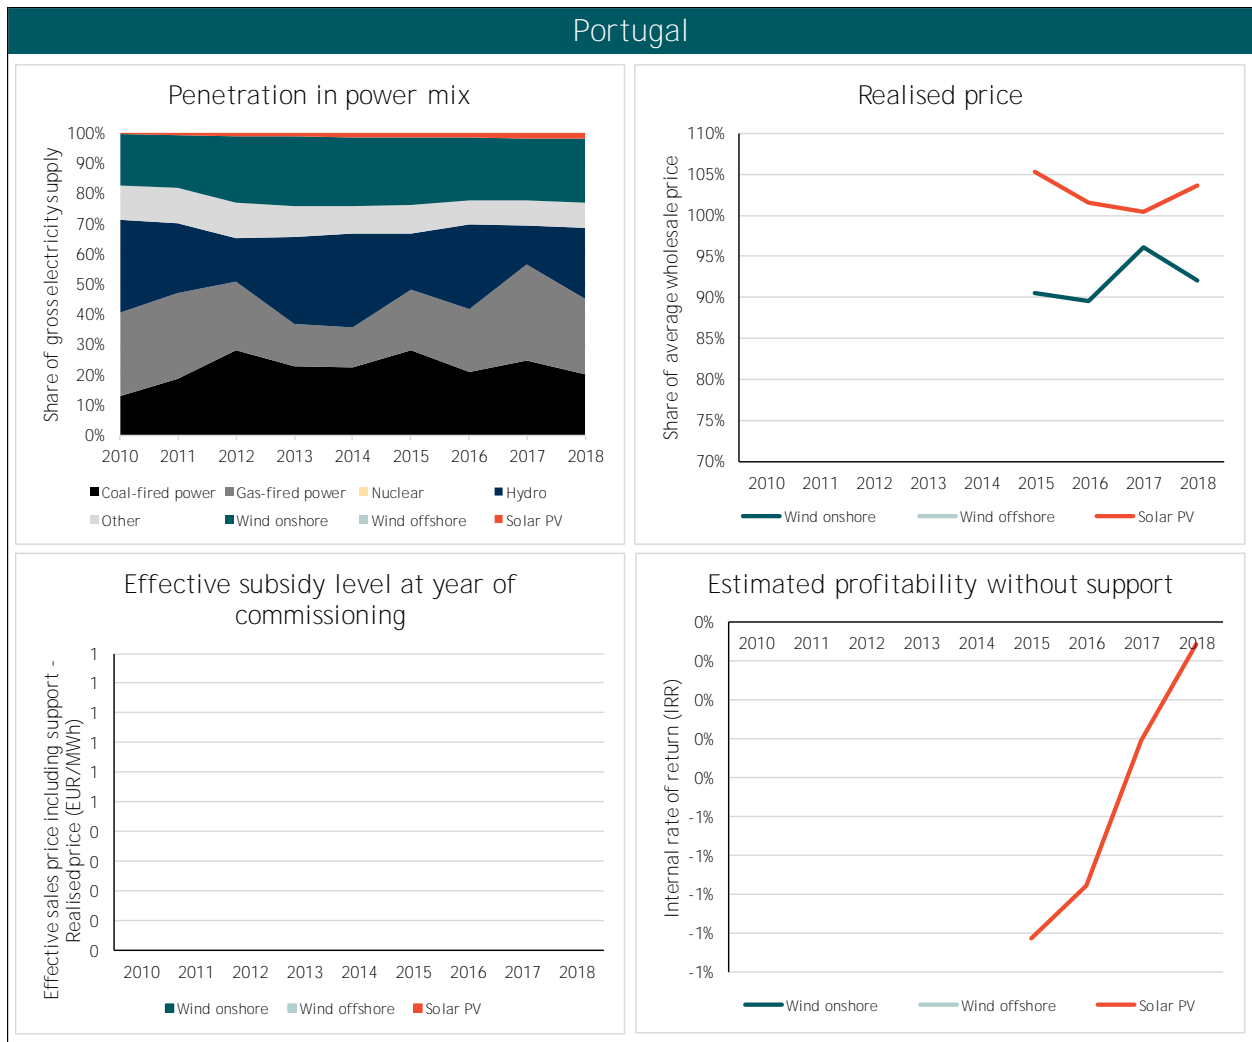 Portugal
Penetration in power mix
Share of gross electricity supply
100%
90%
80%
70%
60%
50%
40%
30%
20%
10%
0%
2010 2011 2012 2013 2014 2015 2016 2017 2018
Coal-fired power Gas-fired power Nuclear Hydro
Other Wind onshore Wind offshore Solar PV
Realised price
Share of average wholesale price
110%
105%
100%
95%
90%
85%
80%
75%
70%
2010 2011 2012 2013 2014 2015 2016 2017 2018
Wind onshore Wind offshore Solar PV
Effective subsidy level at year of
commissioning
Effective sales price including support -
Realised price (EUR/MWh)
1
1
1
1
1
1
0
0
0
0
0
2010 2011 2012 2013 2014 2015 2016 2017 2018
Wind onshore Wind offshore Solar PV
Estimated profitability without support
Internal rate of return (IRR)
0%
0%
0%
0%
0%
-1%
-1%
-1%
-1%
-1%
2010 2011 2012 2013 2014 2015 2016 2017 2018
Wind onshore Wind offshore Solar PV